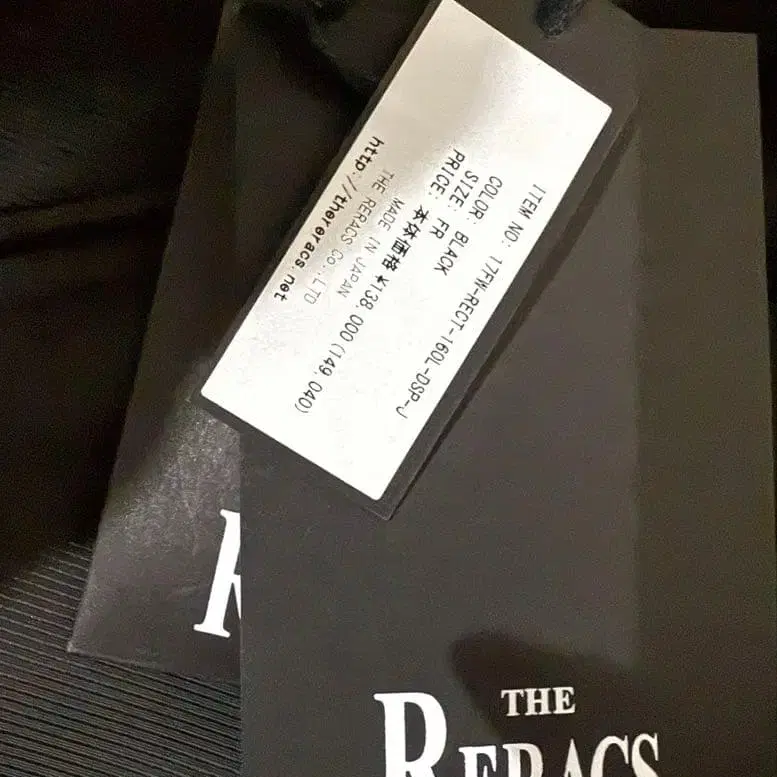 ITEM NO: 17FW-RECT-160L-DSP-J
COLOR: BLACK
SIZE: FR
PRICE: 本体価格 ¥138,000(149,040)
MADE IN JAPAN
THE RERACS CO.,LTD
http://thereracs.net
R
THE
RERACS